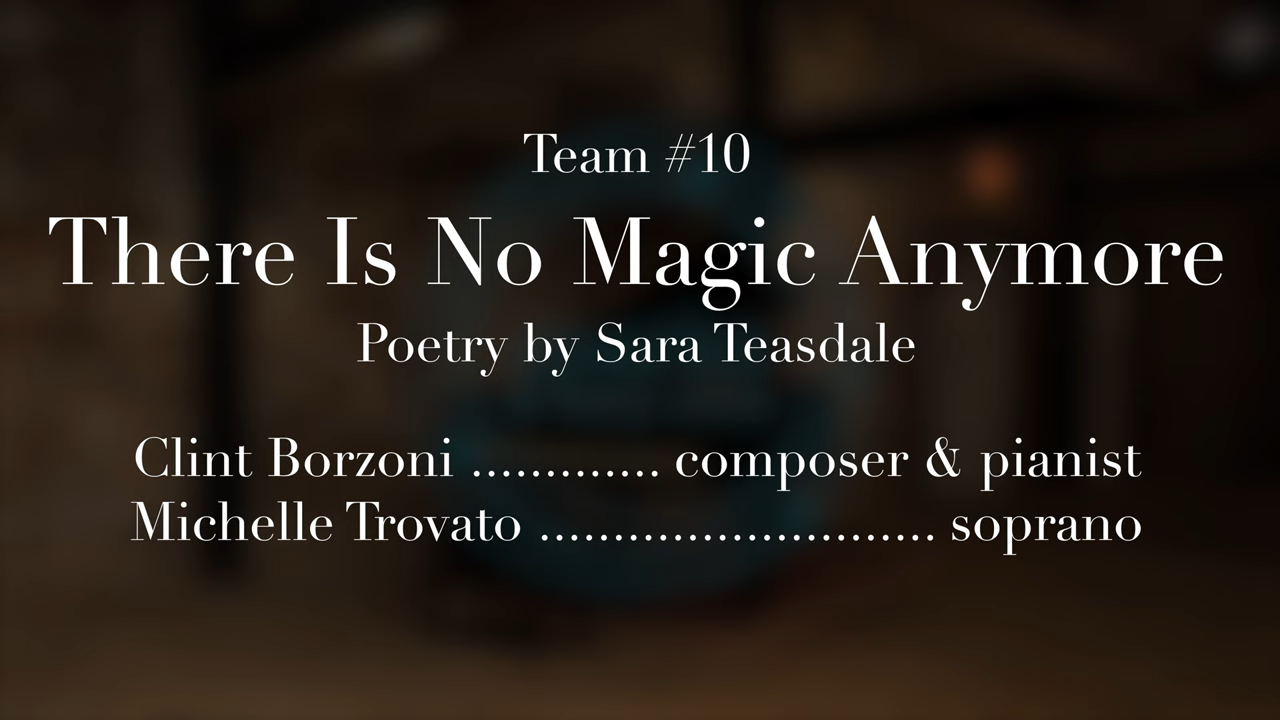 Team #10
There Is No Magic Anymore
Poetry by Sara Teasdale
Clint Borzoni ............. composer & pianist
Michelle Trovato ........................... soprano